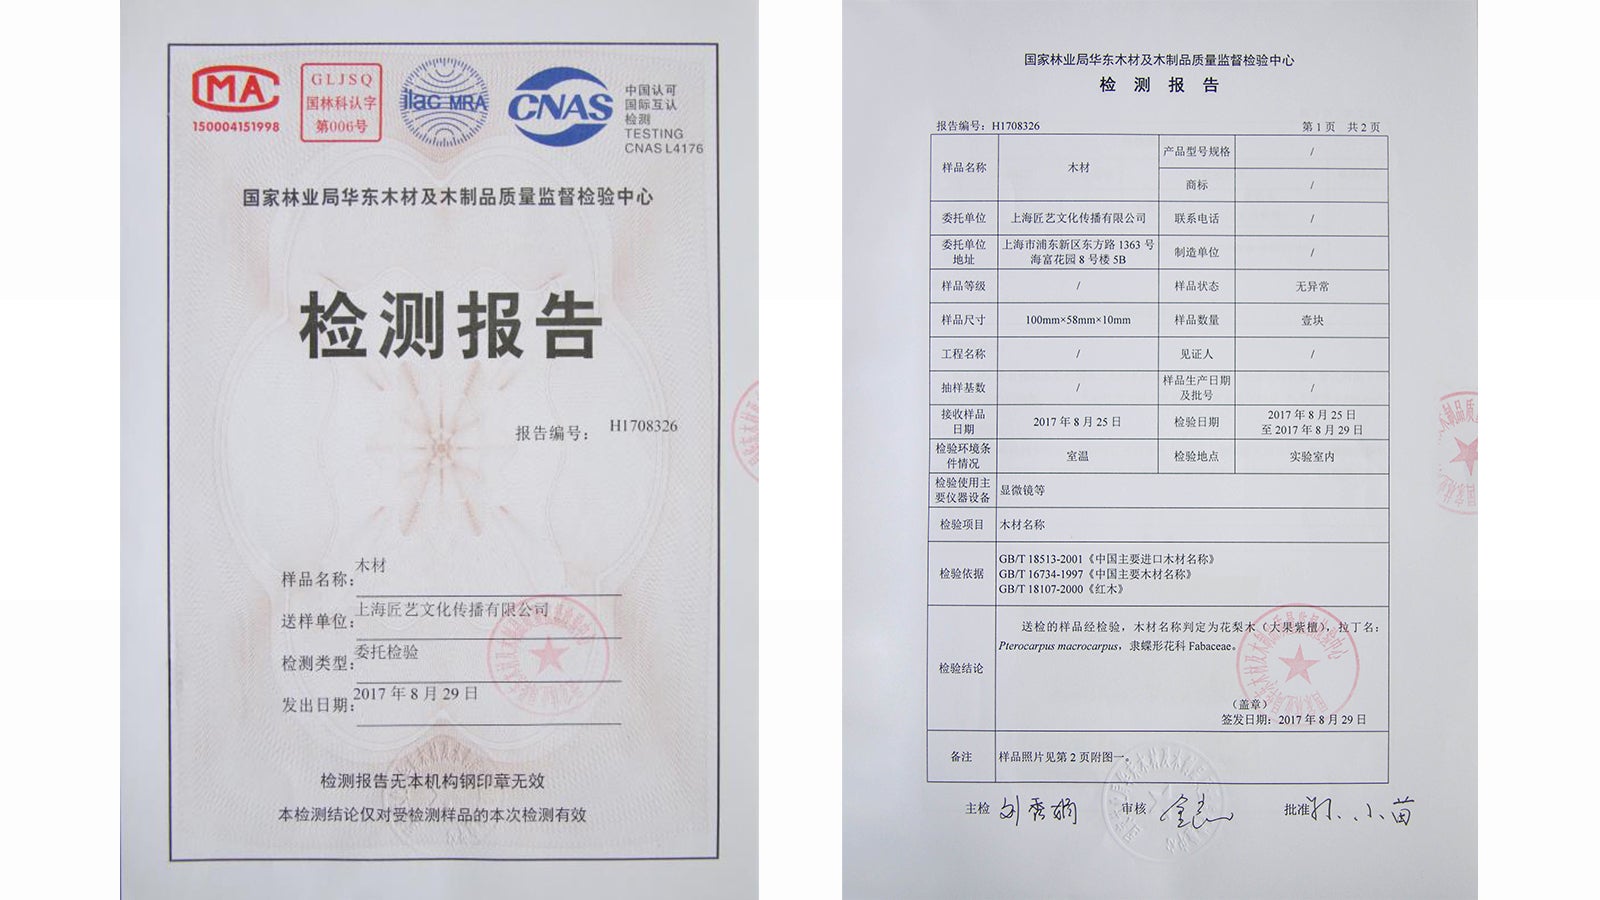 MA
150004151998
GLJSQ
国林科认字
第006号
ilac-MRA
CNAS
中国认可
国际互认
检测
TESTING
CNAS L4176
国家林业局华东木材及木制品质量监督检验中心
检测报告
报告编号： H1708326
样品名称：木材
送样单位：上海匠艺文化传播有限公司
检测类型：委托检验
发出日期：2017 年 8 月 29 日
检测报告无本机构钢印章无效
本检测结论仅对受检测样品的本次检测有效
国家林业局华东木材及木制品质量监督检验中心
检 测 报 告
报告编号：H1708326 第 1 页 共 2 页
样品名称 木材 产品型号规格 /
商标 /
委托单位 上海匠艺文化传播有限公司 联系电话 /
委托单位地址 上海市浦东新区东方路 1363 号海富花园 8 号楼 5B 制造单位 /
样品等级 / 样品状态 无异常
样品尺寸 100mm×58mm×10mm 样品数量 壹块
工程名称 / 见证人 /
抽样基数 / 样品生产日期及批号 /
接收样品日期 2017 年 8 月 25 日 检验日期 2017 年 8 月 25 日至 2017 年 8 月 29 日
检验环境条件情况 室温 检验地点 实验室内
检验使用主要仪器设备 显微镜等
检验项目 木材名称
检验依据
GB/T 18513-2001《中国主要进口木材名称》
GB/T 16734-1997《中国主要木材名称》
GB/T 18107-2000《红木》
检验结论
送检的样品经检验，木材名称判定为花梨木（大果紫檀），拉丁名：
Pterocarpus macrocarpus，隶蝶形花科 Fabaceae。
（盖章）
签发日期：2017 年 8 月 29 日
备注 样品照片见第 2 页附图一。
主检 审核 批准